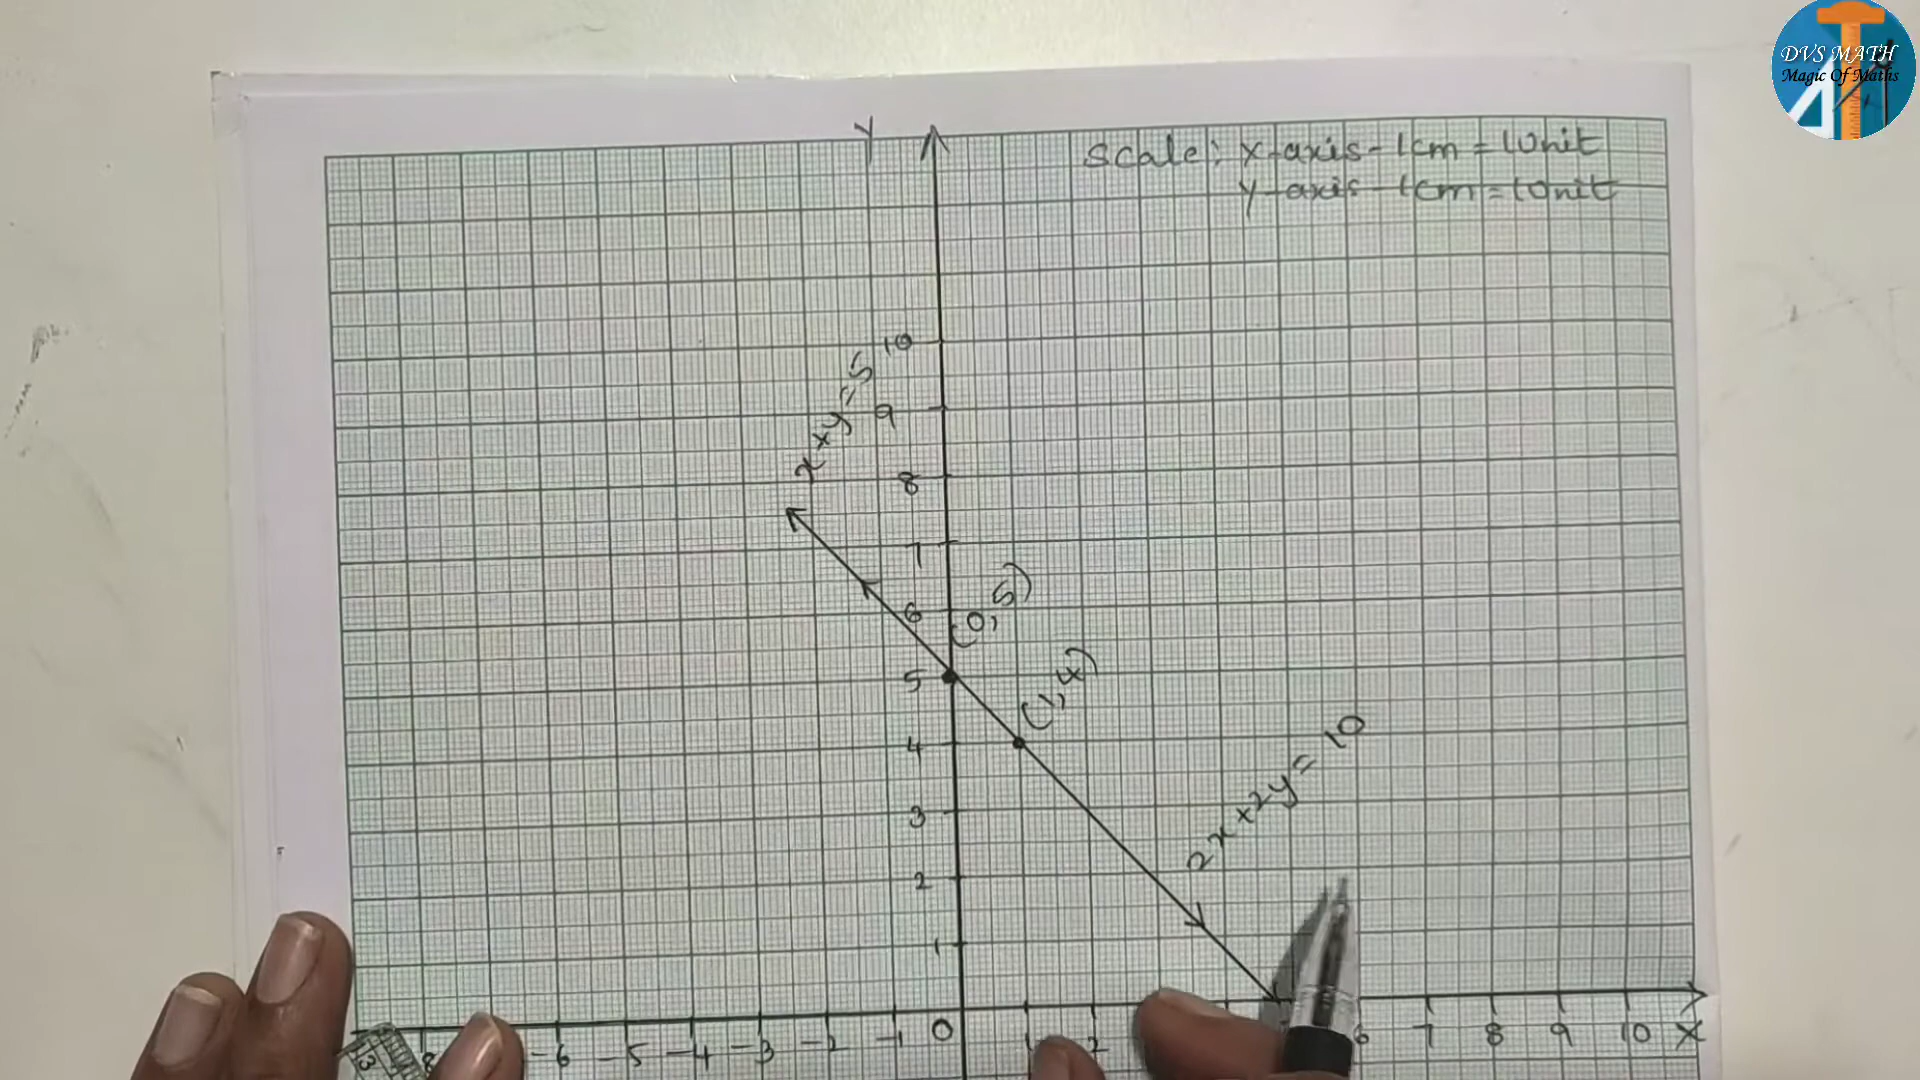 DVS MATH
Magic Of Maths
Y
Scale: X-axis-1cm=1Unit
Y-axis-1cm=1Unit
10
x+y=5
9
8
7
6
(0,5)
5
(1,4)
4
2x+2y=10
3
2
1
-6 -5 -4 -3 -2 -1 0 1 2 6 7 8 9 10 X